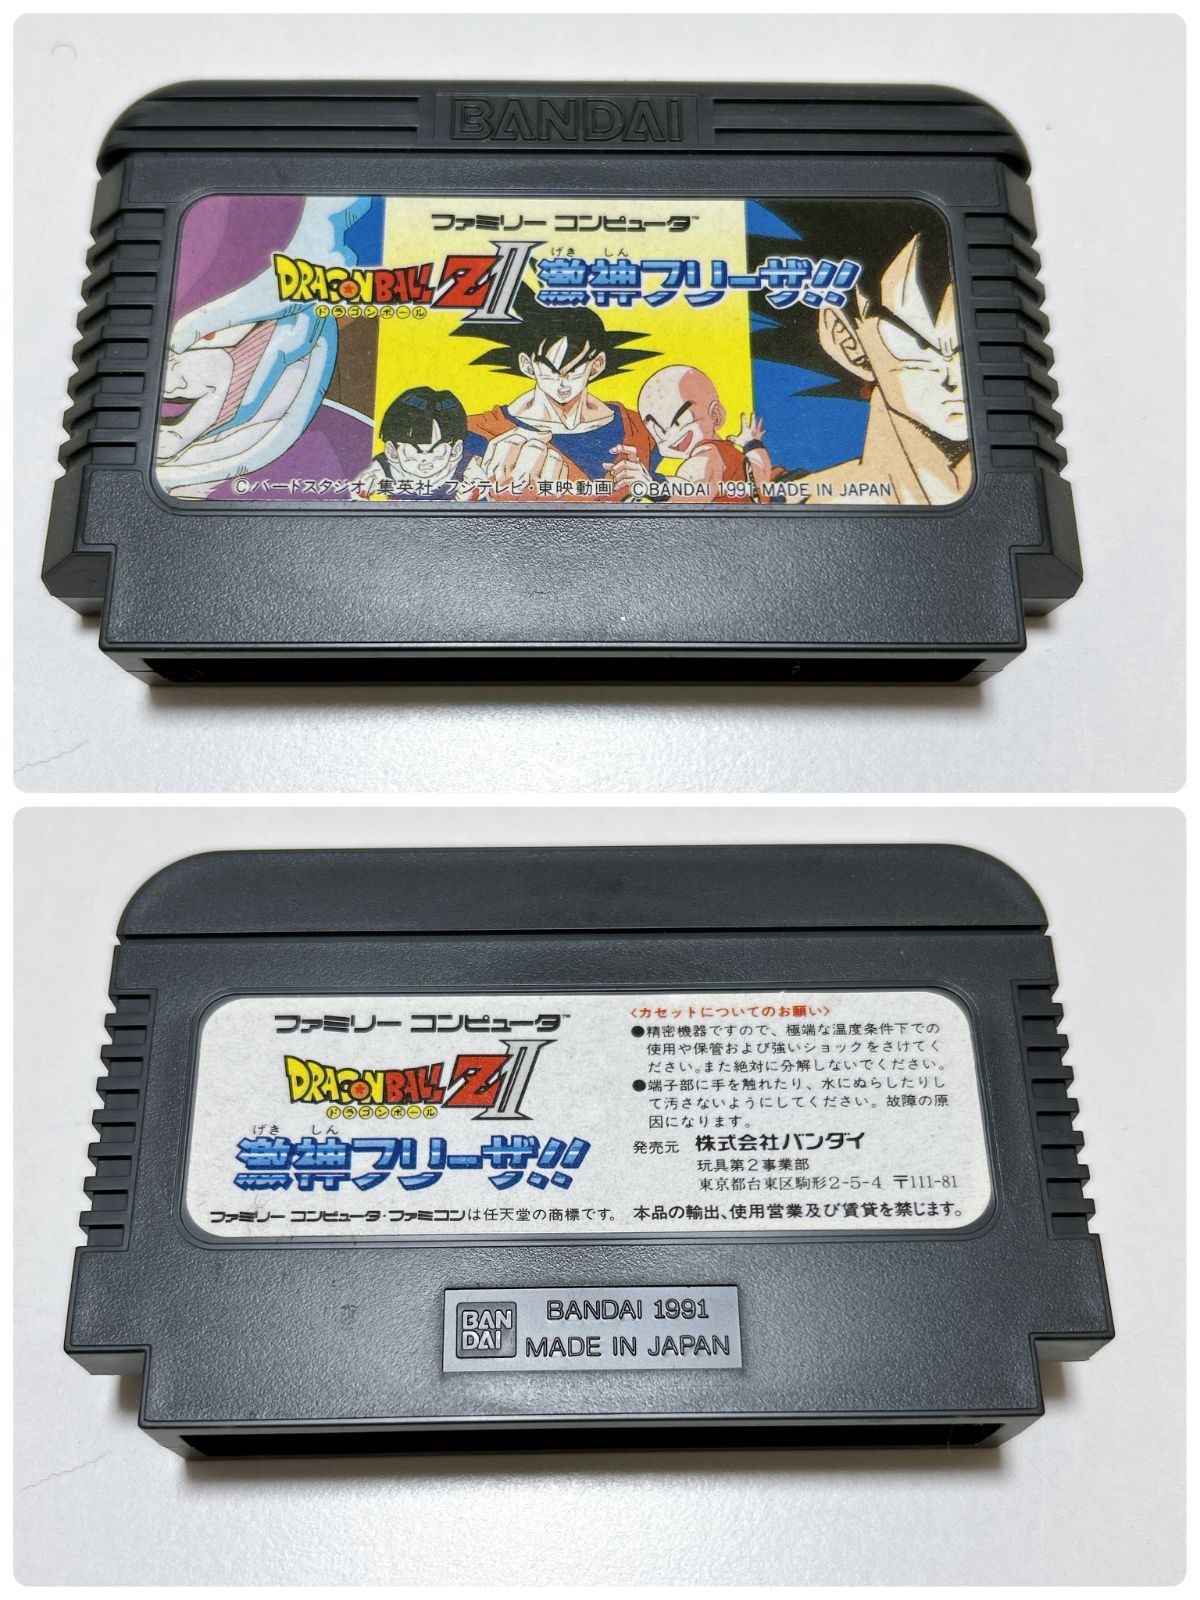 BANDAI
ファミリー コンピュータ™
DRAGONBALL Z II 激神フリーザ!!
げき しん
ドラゴンボール
©バードスタジオ/集英社・フジテレビ・東映動画 ©BANDAI 1991 MADE IN JAPAN
ファミリー コンピュータ™
DRAGONBALL Z II
ドラゴンボール
げき しん
激神フリーザ!!
ファミリー コンピュータ・ファミコンは任天堂の商標です。
〈カセットについてのお願い〉
●精密機器ですので、極端な温度条件下での
使用や保管および強いショックをさけてく
ださい。また絶対に分解しないでください。
●端子部に手を触れたり、水にぬらしたりし
て汚さないようにしてください。故障の原
因になります。
発売元 株式会社バンダイ
玩具第2事業部
東京都台東区駒形2-5-4 〒111-81
本品の輸出、使用営業及び賃貸を禁じます。
BAN
DAI
BANDAI 1991
MADE IN JAPAN